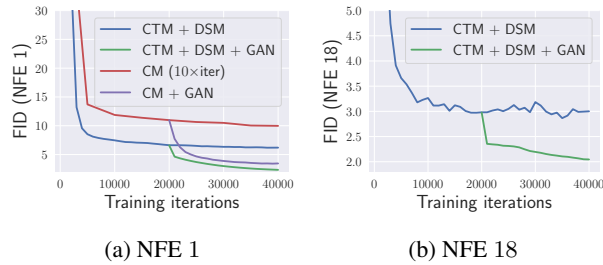 FID (NFE 1)
30
25
20
15
10
5
CTM + DSM
CTM + DSM + GAN
CM (10×iter)
CM + GAN
0 10000 20000 30000 40000
Training iterations
(a) NFE 1
FID (NFE 18)
5.0
4.5
4.0
3.5
3.0
2.5
2.0
CTM + DSM
CTM + DSM + GAN
0 10000 20000 30000 40000
Training iterations
(b) NFE 18